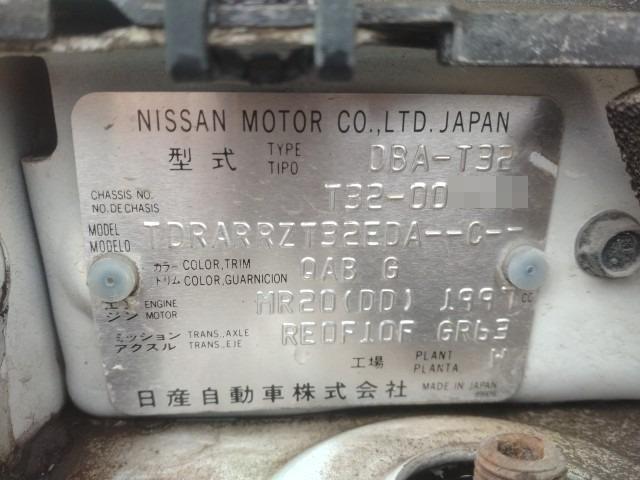 NISSAN MOTOR CO.,LTD. JAPAN
型式 TYPE TIPO DBA-T32
CHASSIS NO. NO. DE CHASIS T32-00
MODEL MODELO TDRARRZT32EDA--C--
カラー COLOR,TRIM トリム COLOR,GUARNICION QAB G
エンジン ENGINE MOTOR MR20(DD) 1997 CC
ミッション TRANS.,AXLE アクスル TRANS.,EJE RE0F10F GR63
工場 PLANT PLANTA W
日産自動車株式会社 MADE IN JAPAN